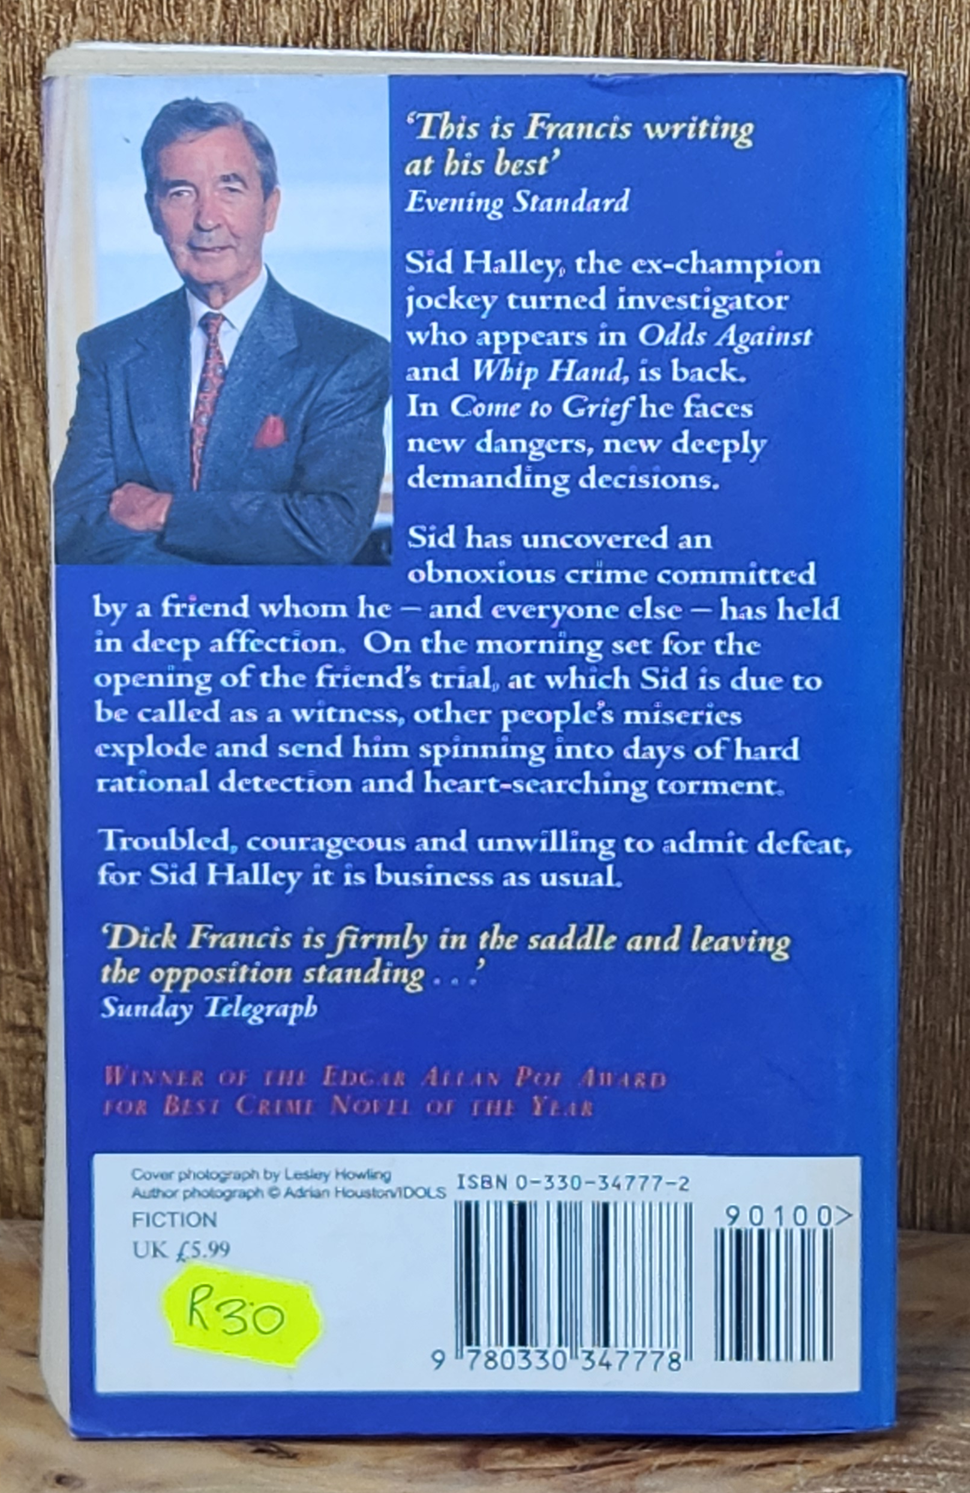 ‘This is Francis writing
at his best’
Evening Standard
Sid Halley, the ex-champion
jockey turned investigator
who appears in Odds Against
and Whip Hand, is back.
In Come to Grief he faces
new dangers, new deeply
demanding decisions.
Sid has uncovered an
obnoxious crime committed
by a friend whom he – and everyone else – has held
in deep affection. On the morning set for the
opening of the friend's trial, at which Sid is due to
be called as a witness, other people's miseries
explode and send him spinning into days of hard
rational detection and heart-searching torment.
Troubled, courageous and unwilling to admit defeat,
for Sid Halley it is business as usual.
‘Dick Francis is firmly in the saddle and leaving
the opposition standing . . .’
Sunday Telegraph
WINNER OF THE EDGAR ALLAN POE AWARD
FOR BEST CRIME NOVEL OF THE YEAR
Cover photograph by Lesley Howling
Author photograph © Adrian Houston/IDOLS
FICTION
UK £5.99
R30
ISBN 0-330-34777-2
90100>
9 780330 347778